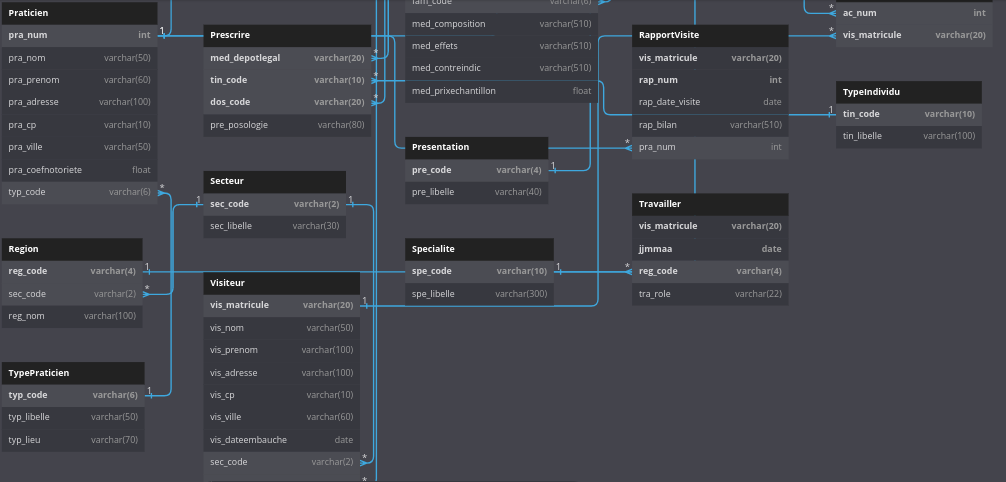 Praticien
pra_num int
pra_nom varchar(50)
pra_prenom varchar(60)
pra_adresse varchar(100)
pra_cp varchar(10)
pra_ville varchar(50)
pra_coefnotoriete float
typ_code varchar(6)
1
*
Region
reg_code varchar(4)
sec_code varchar(2)
reg_nom varchar(100)
1
*
TypePraticien
typ_code varchar(6)
typ_libelle varchar(50)
typ_lieu varchar(70)
1
Prescrire
med_depotlegal varchar(20)
tin_code varchar(10)
dos_code varchar(20)
pre_posologie varchar(80)
*
*
*
Secteur
sec_code varchar(2)
sec_libelle varchar(30)
1
1
Visiteur
vis_matricule varchar(20)
vis_nom varchar(50)
vis_prenom varchar(100)
vis_adresse varchar(100)
vis_cp varchar(10)
vis_ville varchar(60)
vis_dateembauche date
sec_code varchar(2)
1
*
*
fam_code varchar(6)
med_composition varchar(510)
med_effets varchar(510)
med_contreindic varchar(510)
med_prixechantillon float
*
Presentation
pre_code varchar(4)
pre_libelle varchar(40)
1
Specialite
spe_code varchar(10)
spe_libelle varchar(300)
1
RapportVisite
vis_matricule varchar(20)
rap_num int
rap_date_visite date
rap_bilan varchar(510)
pra_num int
*
Travailler
vis_matricule varchar(20)
jjmmaa date
reg_code varchar(4)
tra_role varchar(22)
*
ac_num int
vis_matricule varchar(20)
*
*
TypeIndividu
tin_code varchar(10)
tin_libelle varchar(100)
1